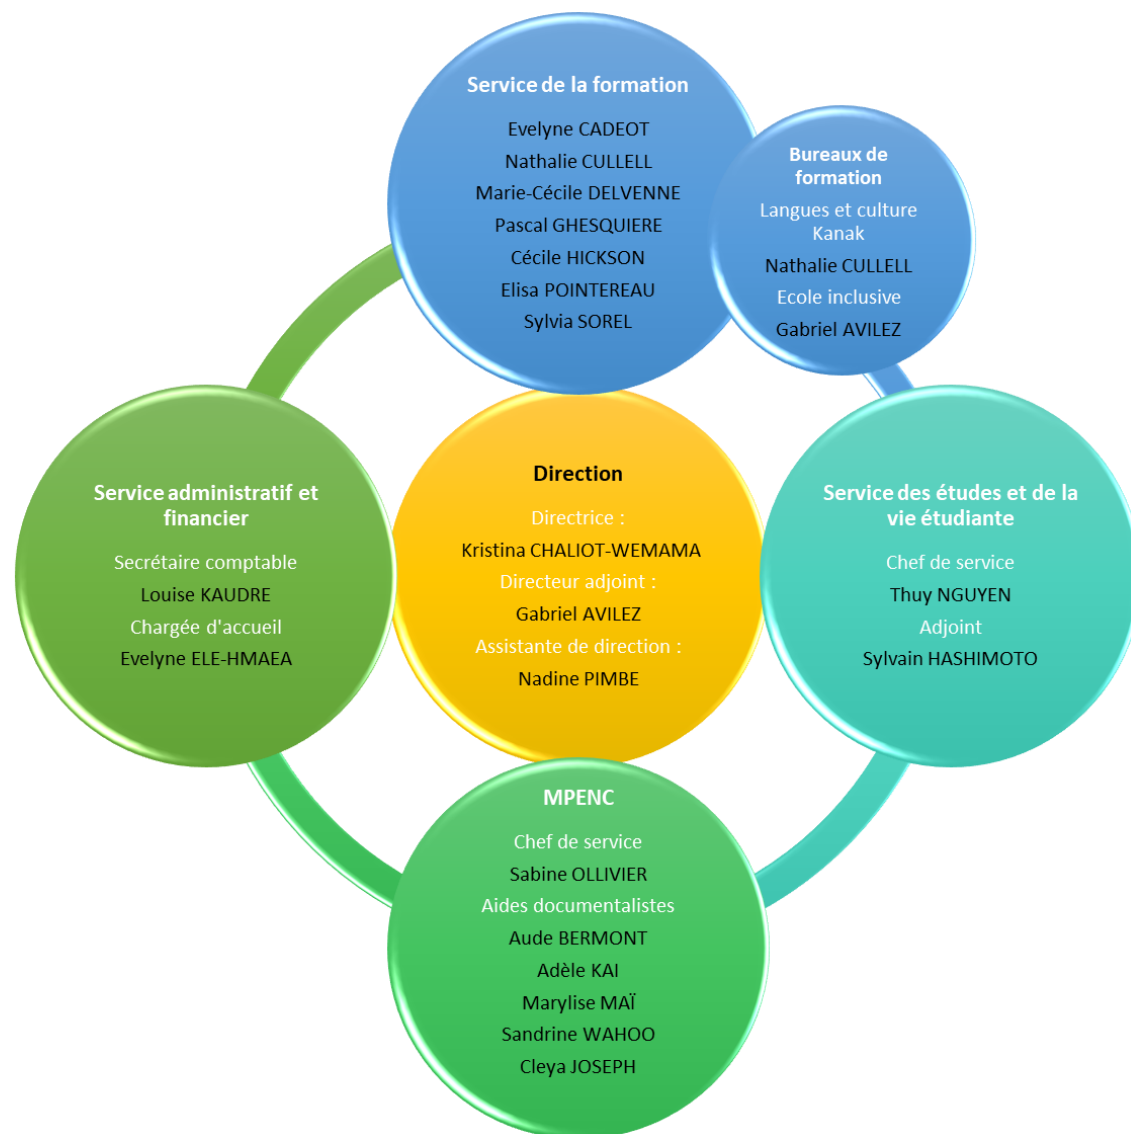 Service de la formation
Evelyne CADEOT
Nathalie CULLELL
Marie-Cécile DELVENNE
Pascal GHESQUIERE
Cécile HICKSON
Elisa POINTEREAU
Sylvia SOREL
Bureaux de
formation
Langues et culture
Kanak
Nathalie CULLELL
Ecole inclusive
Gabriel AVILEZ
Service administratif et
financier
Secrétaire comptable
Louise KAUDRE
Chargée d'accueil
Evelyne ELE-HMAEA
Direction
Directrice :
Kristina CHALIOT-WEMAMA
Directeur adjoint :
Gabriel AVILEZ
Assistante de direction :
Nadine PIMBE
Service des études et de la
vie étudiante
Chef de service
Thuy NGUYEN
Adjoint
Sylvain HASHIMOTO
MPENC
Chef de service
Sabine OLLIVIER
Aides documentalistes
Aude BERMONT
Adèle KAI
Marylise MAÏ
Sandrine WAHOO
Cleya JOSEPH